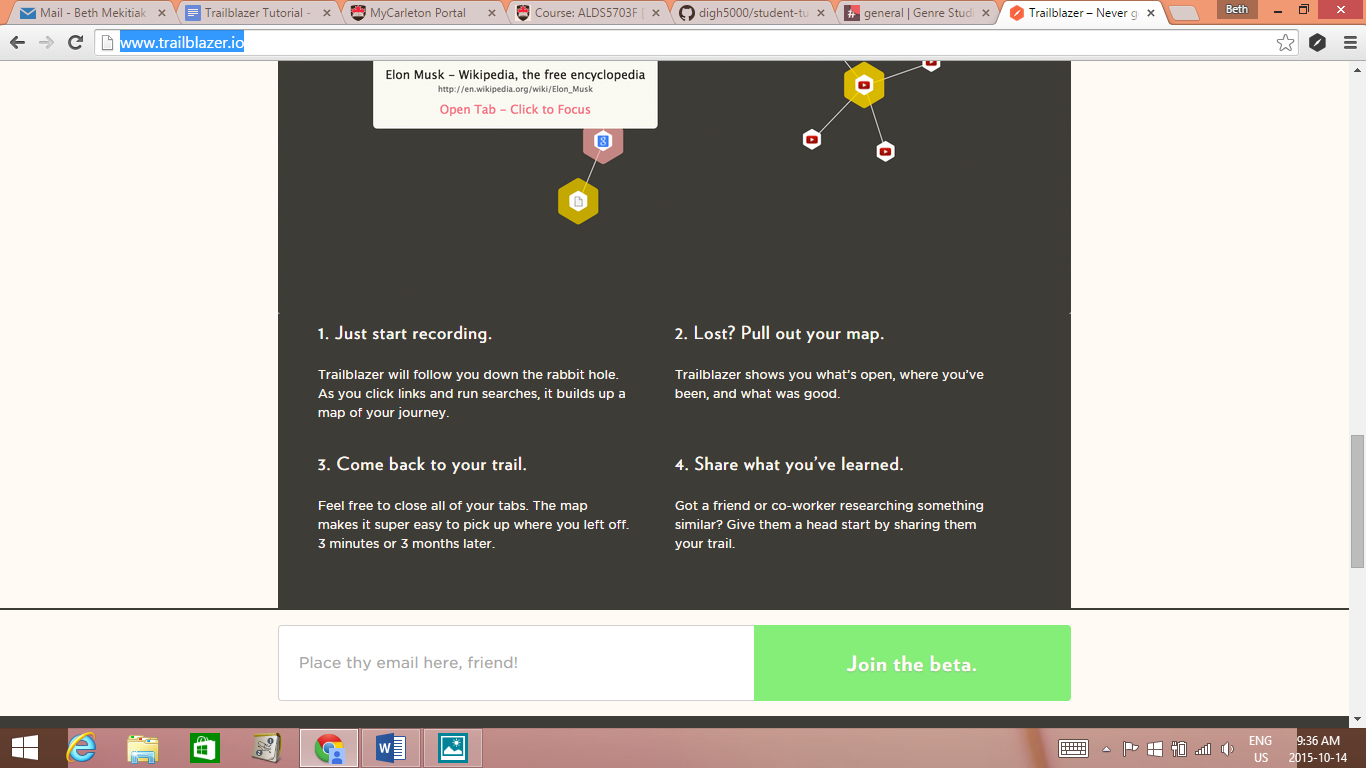 Beth
Mail - Beth Mekitiak
Trailblazer Tutorial -
MyCarleton Portal
Course: ALDS5703F
digh5000/student-tu
general | Genre Stud
Trailblazer – Never g
www.trailblazer.io
Elon Musk – Wikipedia, the free encyclopedia
http://en.wikipedia.org/wiki/Elon_Musk
Open Tab – Click to Focus
1. Just start recording.
Trailblazer will follow you down the rabbit hole.
As you click links and run searches, it builds up a
map of your journey.
2. Lost? Pull out your map.
Trailblazer shows you what's open, where you've
been, and what was good.
3. Come back to your trail.
Feel free to close all of your tabs. The map
makes it super easy to pick up where you left off.
3 minutes or 3 months later.
4. Share what you've learned.
Got a friend or co-worker researching something
similar? Give them a head start by sharing them
your trail.
Place thy email here, friend!
Join the beta.
ENG
US
9:36 AM
2015-10-14